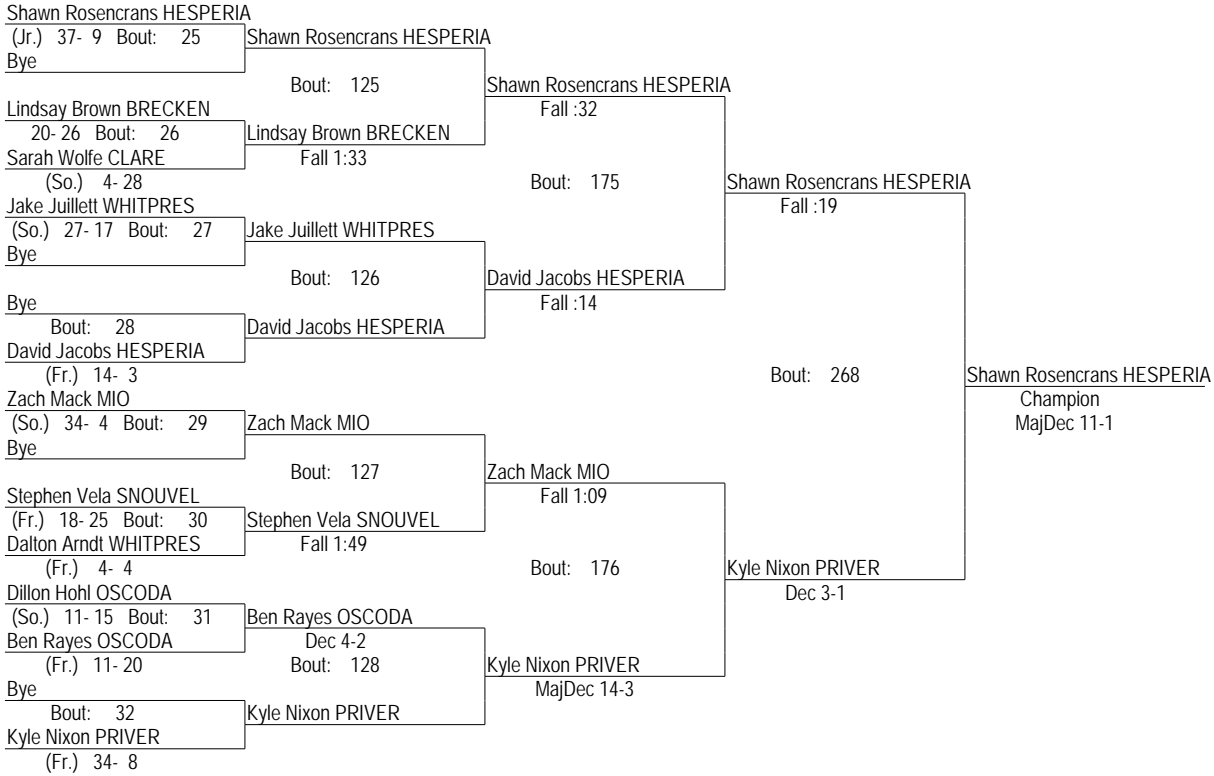 Shawn Rosencrans HESPERIA
(Jr.) 37- 9 Bout: 25
Bye
Lindsay Brown BRECKEN
20- 26 Bout: 26
Sarah Wolfe CLARE
(So.) 4- 28
Jake Juillett WHITPRES
(So.) 27- 17 Bout: 27
Bye
Bye
Bout: 28
David Jacobs HESPERIA
(Fr.) 14- 3
Zach Mack MIO
(So.) 34- 4 Bout: 29
Bye
Stephen Vela SNOUVEL
(Fr.) 18- 25 Bout: 30
Dalton Arndt WHITPRES
(Fr.) 4- 4
Dillon Hohl OSCODA
(So.) 11- 15 Bout: 31
Ben Rayes OSCODA
(Fr.) 11- 20
Bye
Bout: 32
Kyle Nixon PRIVER
(Fr.) 34- 8
Shawn Rosencrans HESPERIA
Bout: 125
Lindsay Brown BRECKEN
Fall 1:33
Jake Juillett WHITPRES
Bout: 126
David Jacobs HESPERIA
Zach Mack MIO
Bout: 127
Stephen Vela SNOUVEL
Fall 1:49
Ben Rayes OSCODA
Dec 4-2
Bout: 128
Kyle Nixon PRIVER
Shawn Rosencrans HESPERIA
Fall :32
Bout: 175
David Jacobs HESPERIA
Fall :14
Zach Mack MIO
Fall 1:09
Bout: 176
Kyle Nixon PRIVER
MajDec 14-3
Shawn Rosencrans HESPERIA
Fall :19
Bout: 268
Kyle Nixon PRIVER
Dec 3-1
Shawn Rosencrans HESPERIA
Champion
MajDec 11-1